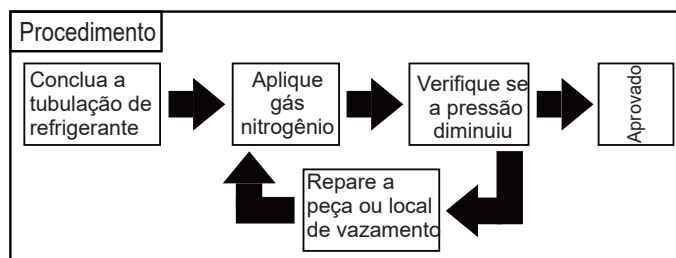 Procedimento
Conclua a
tubulação de
refrigerante
Aplique
gás
nitrogênio
Verifique se
a pressão
diminuiu
Aprovado
Repare a
peça ou local
de vazamento